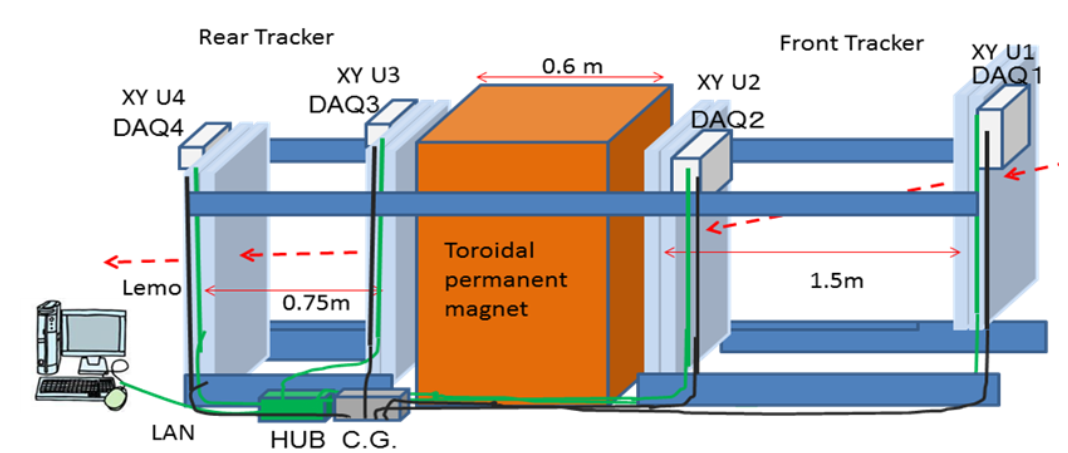 Rear Tracker
Front Tracker
XY U1
DAQ1
0.6 m
XY U3
DAQ3
XY U2
DAQ2
XY U4
DAQ4
Toroidal
permanent
magnet
1.5m
Lemo
0.75m
LAN
HUB
C.G.